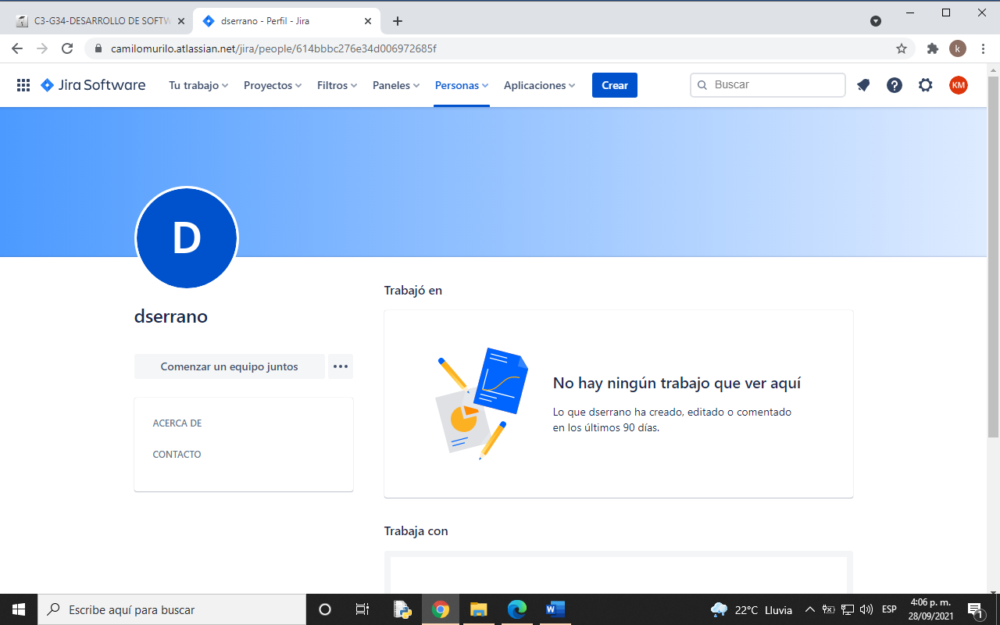 C3-G34-DESARROLLO DE SOFTW
dserrano - Perfil - Jira
camilomurilo.atlassian.net/jira/people/614bbbc276e34d006972685f
k
Jira Software
Tu trabajo
Proyectos
Filtros
Paneles
Personas
Aplicaciones
Crear
Buscar
KM
D
dserrano
Comenzar un equipo juntos
ACERCA DE
CONTACTO
Trabajó en
No hay ningún trabajo que ver aquí
Lo que dserrano ha creado, editado o comentado
en los últimos 90 días.
Trabaja con
Escribe aquí para buscar
22°C Lluvia
ESP
4:06 p. m.
28/09/2021
1